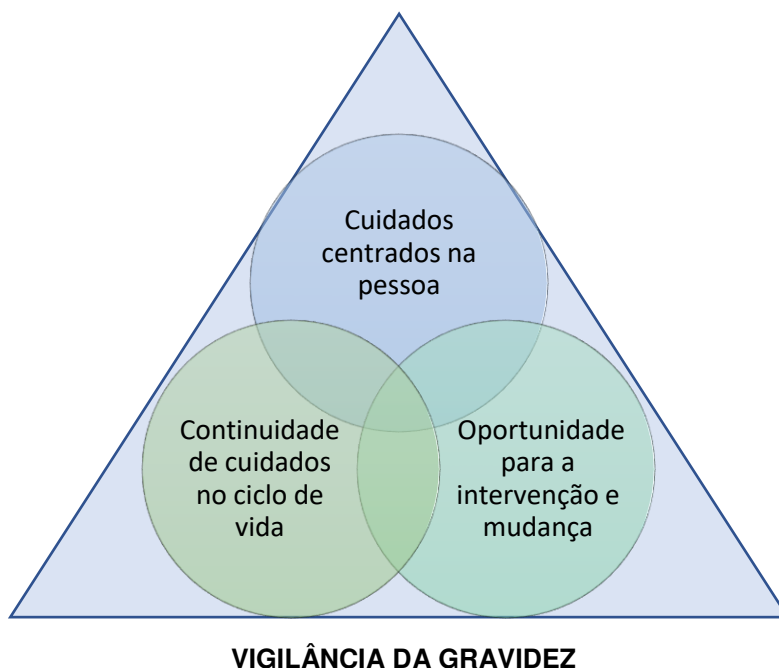 Cuidados
centrados na
pessoa
Continuidade
de cuidados
no ciclo de
vida
Oportunidade
para a
intervenção e
mudança
VIGILÂNCIA DA GRAVIDEZ